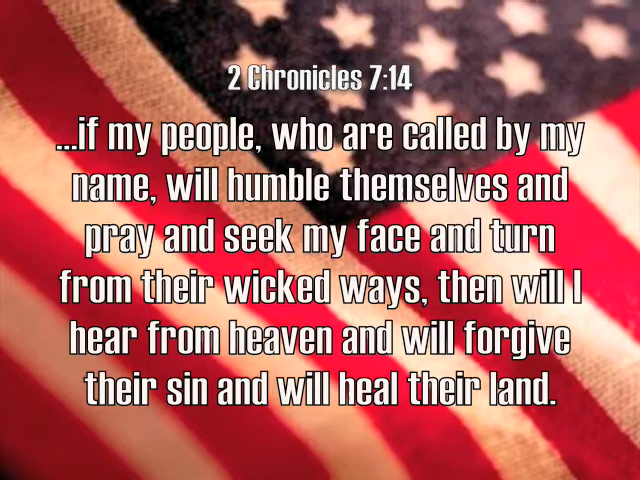 2 Chronicles 7:14
...if my people, who are called by my
name, will humble themselves and
pray and seek my face and turn
from their wicked ways, then will I
hear from heaven and will forgive
their sin and will heal their land.